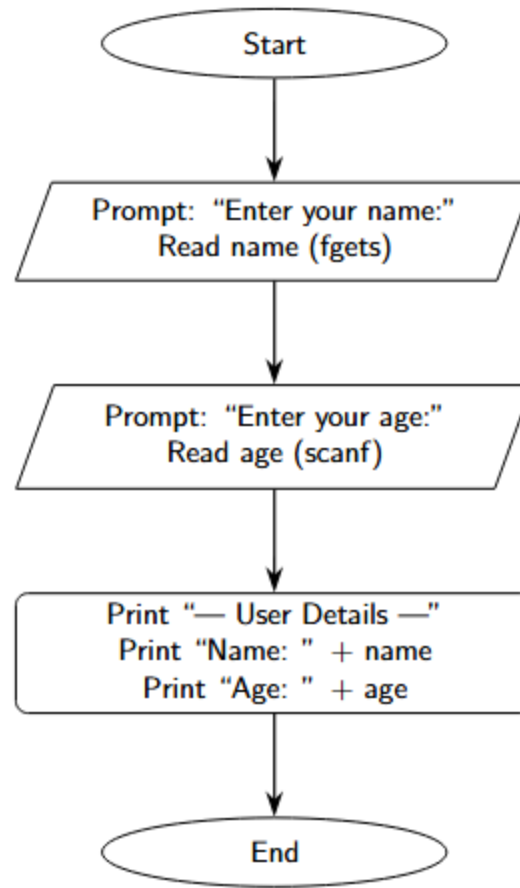 Start
Prompt: “Enter your name:”
Read name (fgets)
Prompt: “Enter your age:”
Read age (scanf)
Print “— User Details —”
Print “Name: ” + name
Print “Age: ” + age
End